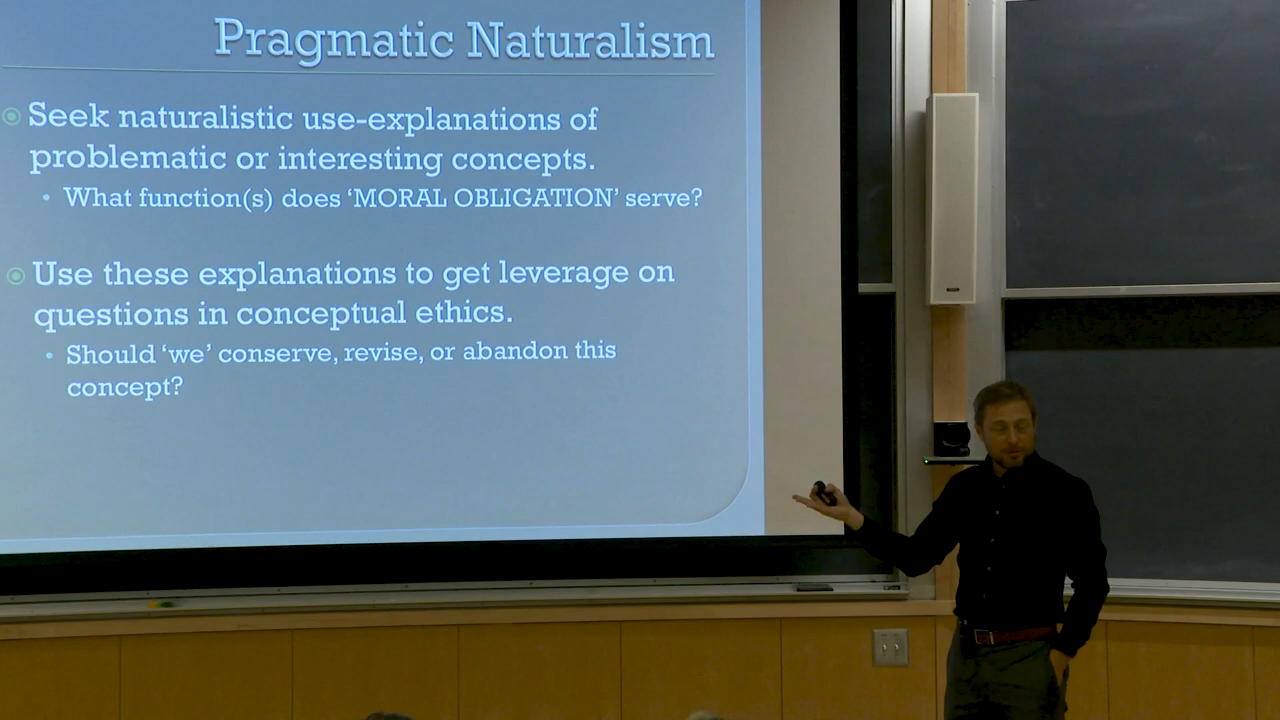 Pragmatic Naturalism
Seek naturalistic use-explanations of
problematic or interesting concepts.
What function(s) does ‘MORAL OBLIGATION’ serve?
Use these explanations to get leverage on
questions in conceptual ethics.
Should ‘we’ conserve, revise, or abandon this
concept?